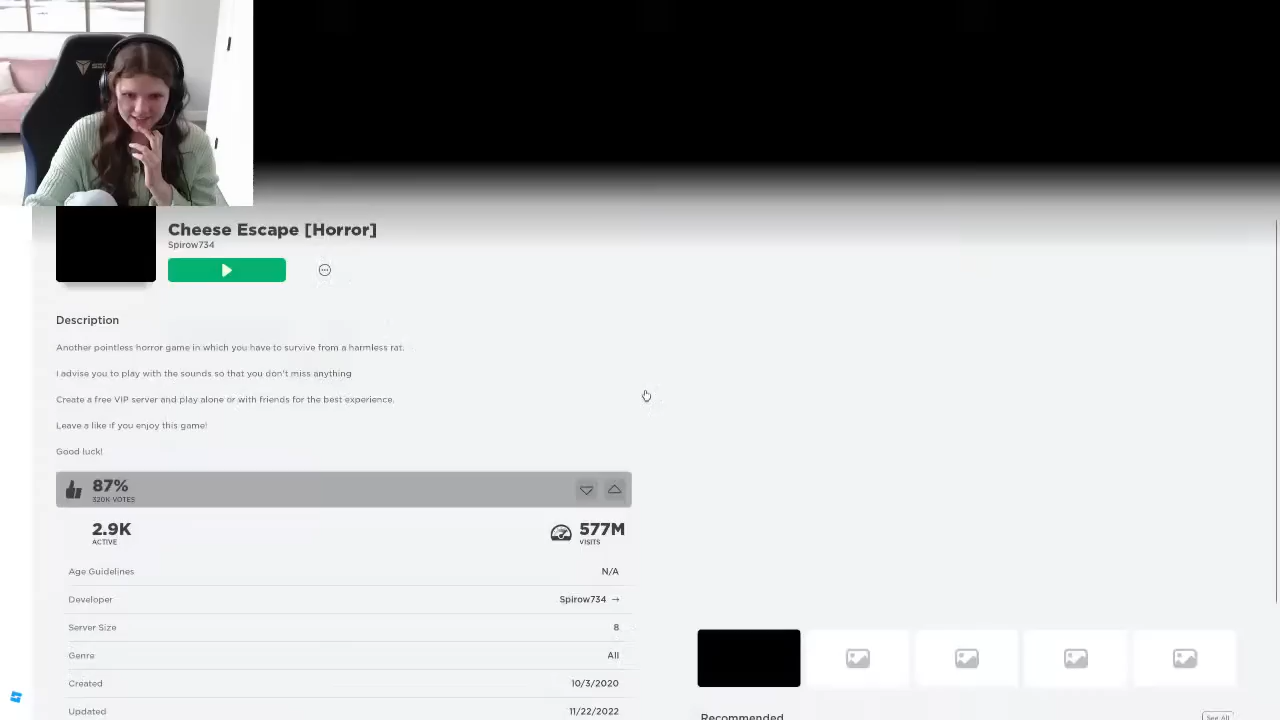 Cheese Escape [Horror]
Spirow734
Description
Another pointless horror game in which you have to survive from a harmless rat.
I advise you to play with the sounds so that you don't miss anything
Create a free VIP server and play alone or with friends for the best experience.
Leave a like if you enjoy this game!
Good luck!
87%
320K VOTES
2.9K
ACTIVE
577M
VISITS
Age Guidelines N/A
Developer Spirow734 →
Server Size 8
Genre All
Created 10/3/2020
Updated 11/22/2022
Recommended
See All